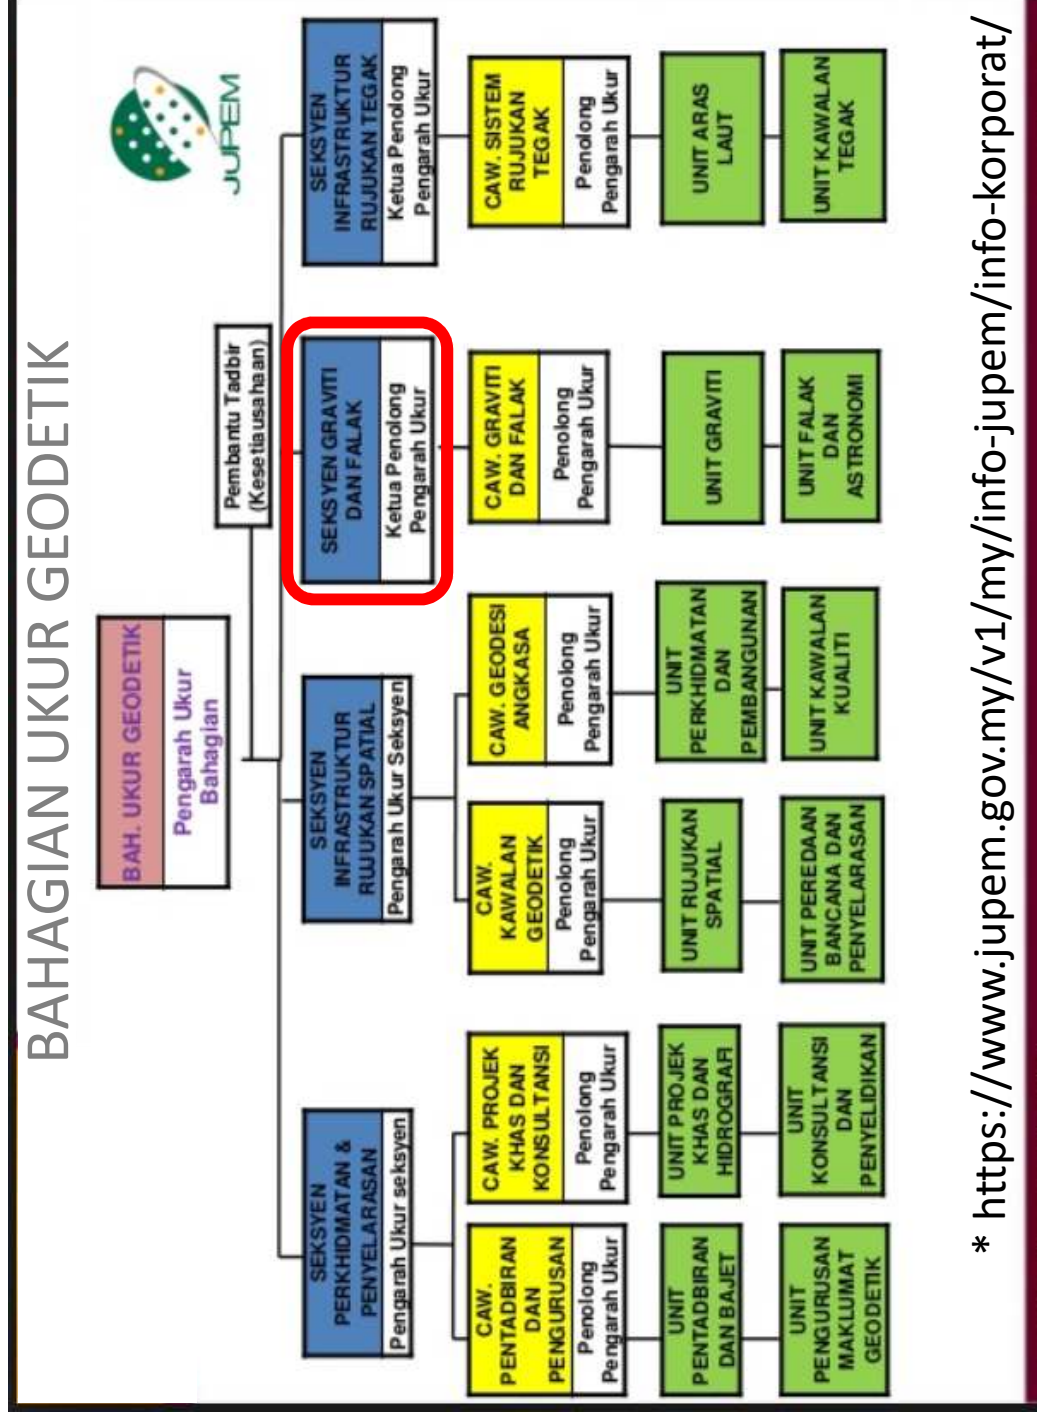 BAHAGIAN UKUR GEODETIK
JUPEM
BAH. UKUR GEODETIK
Pengarah Ukur
Bahagian
Pembantu Tadbir
(Kesetiausahaan)
SEKSYEN
PERKHIDMATAN &
PENYELARASAN
Pengarah Ukur seksyen
SEKSYEN
INFRASTRUKTUR
RUJUKAN SPATIAL
Pengarah Ukur Seksyen
SEKSYEN GRAVITI
DAN FALAK
Ketua Penolong
Pengarah Ukur
SEKSYEN
INFRASTRUKTUR
RUJUKAN TEGAK
Ketua Penolong
Pengarah Ukur
CAW.
PENTADBIRAN
DAN
PENGURUSAN
Penolong
Pengarah Ukur
CAW. PROJEK
KHAS DAN
KONSULTANSI
Penolong
Pengarah Ukur
CAW.
KAWALAN
GEODETIK
Penolong
Pengarah Ukur
CAW. GEODESI
ANGKASA
Penolong
Pengarah Ukur
CAW. GRAVITI
DAN FALAK
Penolong
Pengarah Ukur
CAW. SISTEM
RUJUKAN
TEGAK
Penolong
Pengarah Ukur
UNIT
PENTADBIRAN
DAN BAJET
UNIT PROJEK
KHAS DAN
HIDROGRAFI
UNIT RUJUKAN
SPATIAL
UNIT
PERKHIDMATAN
DAN
PEMBANGUNAN
UNIT GRAVITI
UNIT ARAS
LAUT
UNIT
PENGURUSAN
MAKLUMAT
GEODETIK
UNIT
KONSULTANSI
DAN
PENYELIDIKAN
UNIT PEREDAAN
BANCANA DAN
PENYELARASAN
UNIT KAWALAN
KUALITI
UNIT FALAK
DAN
ASTRONOMI
UNIT KAWALAN
TEGAK
* https://www.jupem.gov.my/v1/my/info-jupem/info-korporat/